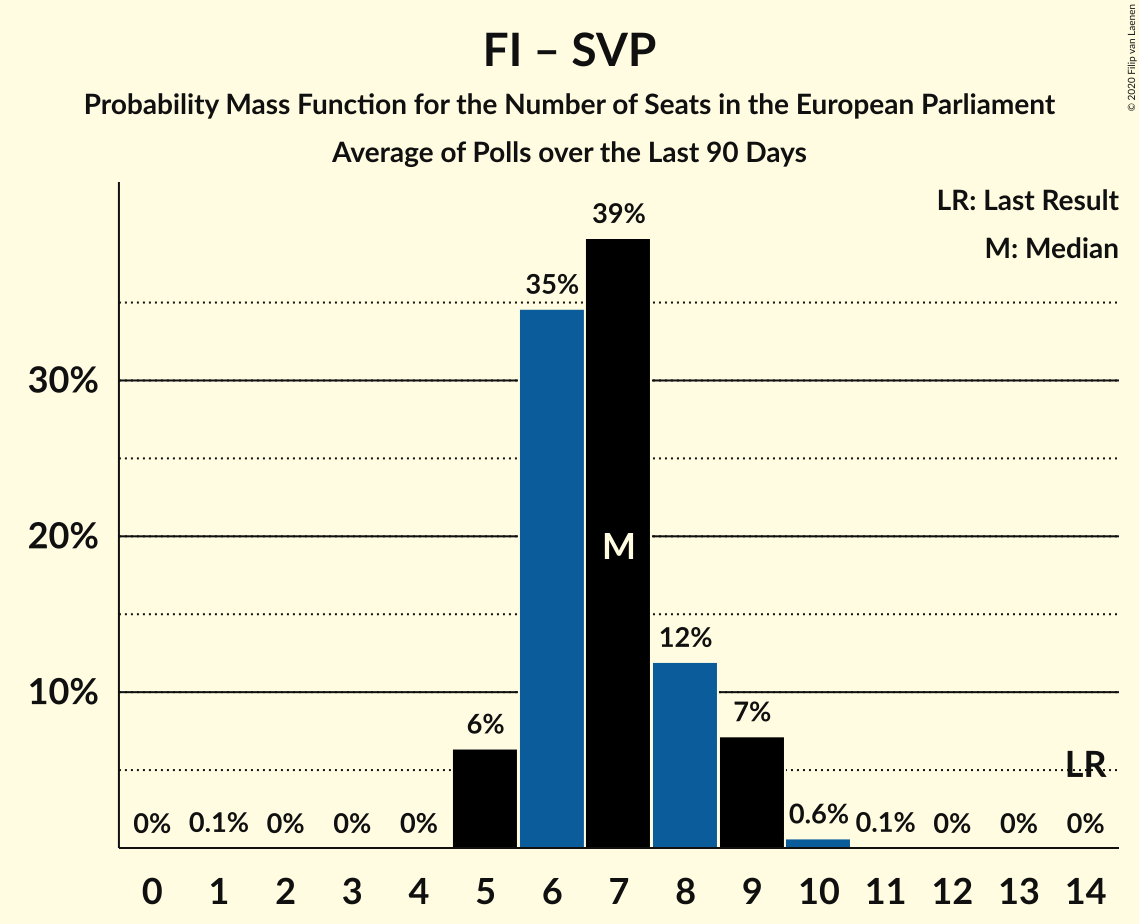 FI – SVP
Probability Mass Function for the Number of Seats in the European Parliament
Average of Polls over the Last 90 Days
© 2020 Filip van Laenen
LR: Last Result
M: Median
39%
35%
30%
M
20%
12%
10%
7%
6%
LR
0% 0.1% 0% 0% 0% 0.6% 0.1% 0% 0% 0%
0 1 2 3 4 5 6 7 8 9 10 11 12 13 14